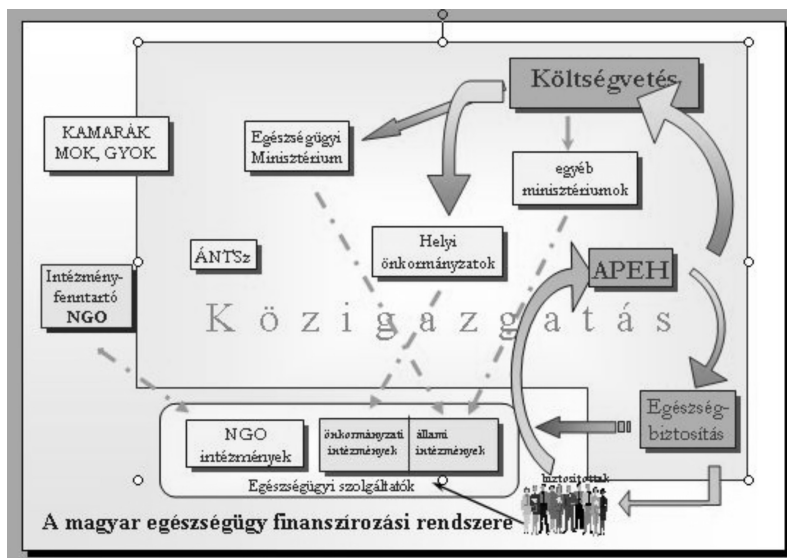 Költségvetés
KAMARÁK
MOK, GYOK
Egészségügyi
Minisztérium
egyéb
minisztériumok
Helyi
önkormányzatok
ÁNTSz
APEH
Intézmény-
fenntartó
NGO
Közigazgatás
Egészség-
biztosítás
NGO
intézmények
önkormányzati
intézmények
állami
intézmények
Egészségügyi szolgáltatók
biztosítottak
A magyar egészségügy finanszírozási rendszere